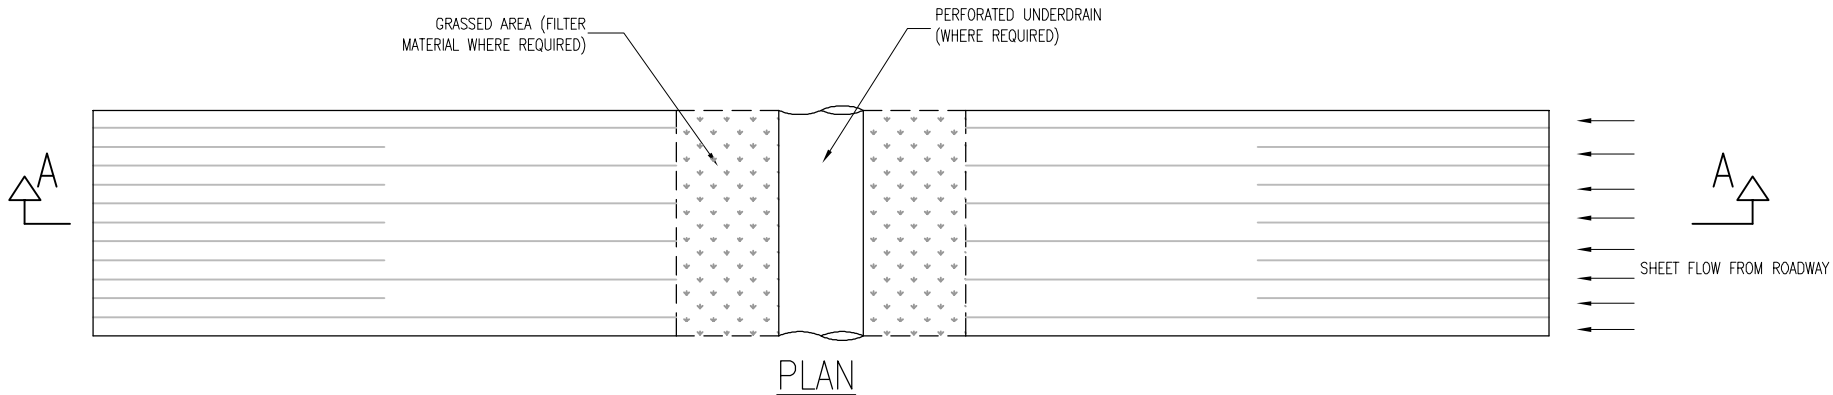 GRASSED AREA (FILTER
MATERIAL WHERE REQUIRED)
PERFORATED UNDERDRAIN
(WHERE REQUIRED)
A
A
SHEET FLOW FROM ROADWAY
PLAN